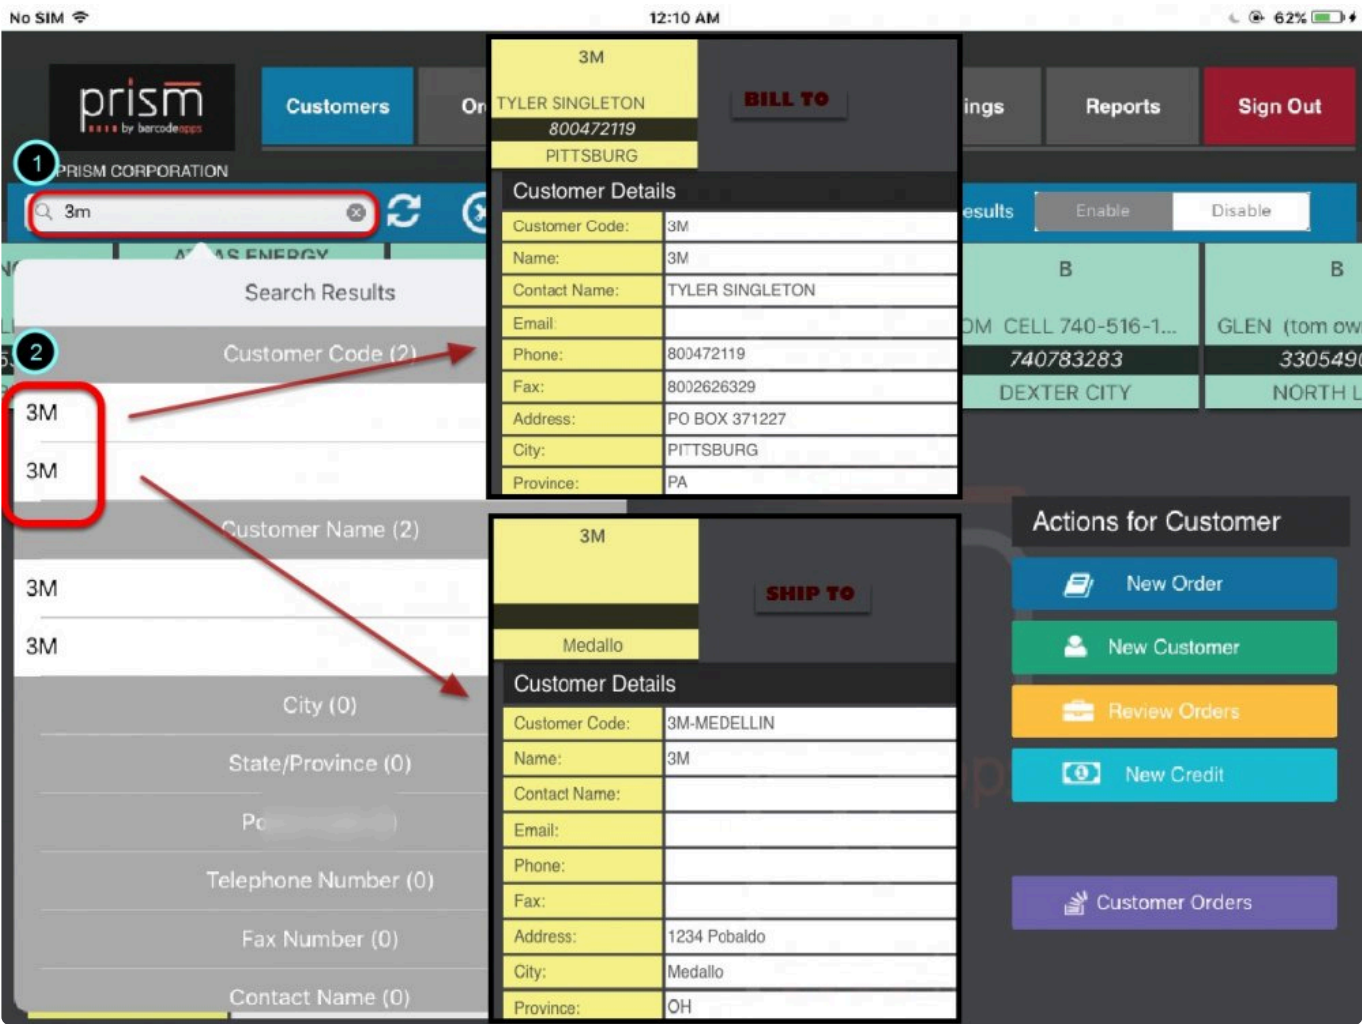 No SIM
12:10 AM
62%
prism
by barcodeapps
Customers
Or
ings
Reports
Sign Out
1
PRISM CORPORATION
3m
esults
Enable
Disable
AS ENERGY
Search Results
2
Customer Code (2)
3M
3M
Customer Name (2)
3M
3M
City (0)
State/Province (0)
Po
Telephone Number (0)
Fax Number (0)
Contact Name (0)
3M
TYLER SINGLETON
800472119
PITTSBURG
BILL TO
Customer Details
Customer Code: 3M
Name: 3M
Contact Name: TYLER SINGLETON
Email:
Phone: 800472119
Fax: 8002626329
Address: PO BOX 371227
City: PITTSBURG
Province: PA
3M
Medallo
SHIP TO
Customer Details
Customer Code: 3M-MEDELLIN
Name: 3M
Contact Name:
Email:
Phone:
Fax:
Address: 1234 Pobaldo
City: Medallo
Province: OH
B
OM CELL 740-516-1...
740783283
DEXTER CITY
B
GLEN (tom ow
3305490
NORTH L
Actions for Customer
New Order
New Customer
Review Orders
New Credit
Customer Orders